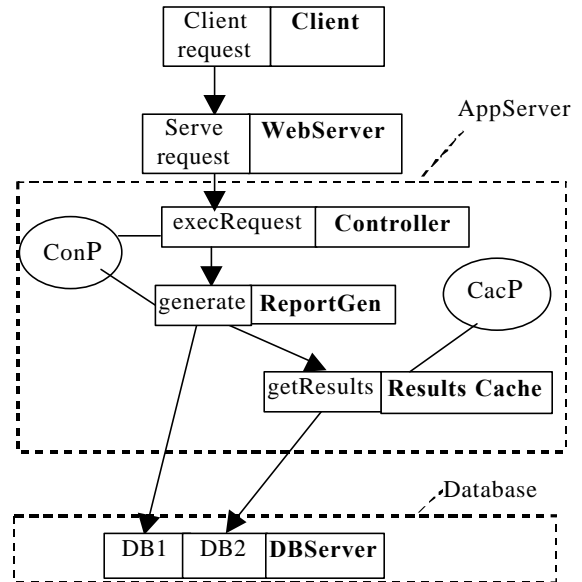 Client request
Client
Serve request
WebServer
AppServer
execRequest
Controller
ConP
generate
ReportGen
CacP
getResults
Results Cache
Database
DB1
DB2
DBServer